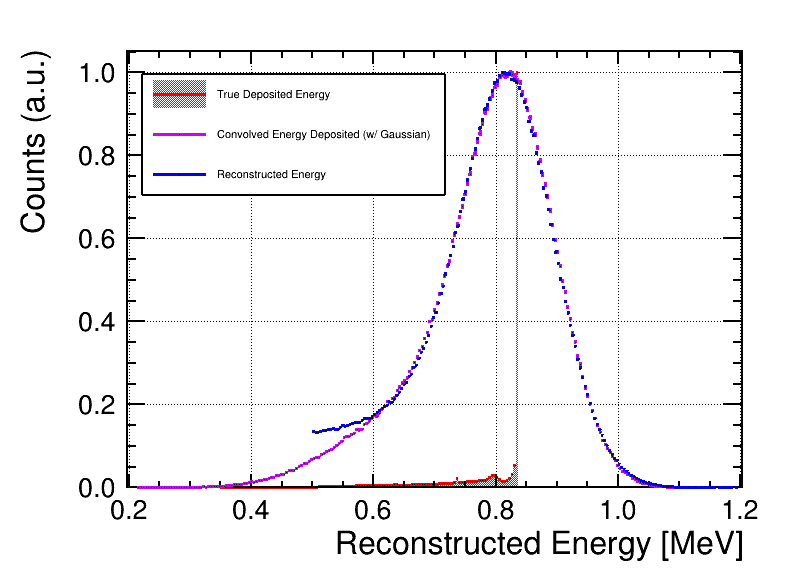 Counts (a.u.)
1.0
0.8
0.6
0.4
0.2
0.0
True Deposited Energy
Convolved Energy Deposited (w/ Gaussian)
Reconstructed Energy
0.2 0.4 0.6 0.8 1.0 1.2
Reconstructed Energy [MeV]